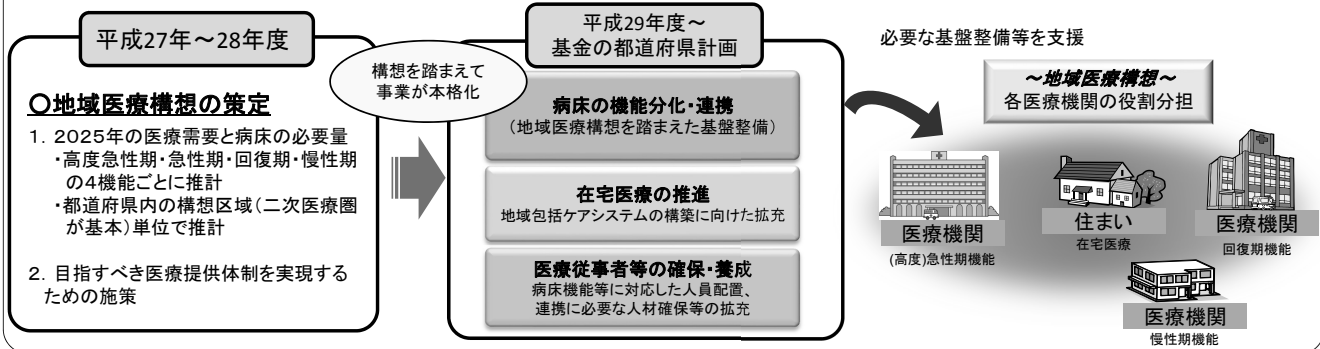 平成27年～28年度
〇地域医療構想の策定
1. 2025年の医療需要と病床の必要量
・高度急性期・急性期・回復期・慢性期
の4機能ごとに推計
・都道府県内の構想区域(二次医療圏
が基本)単位で推計
2. 目指すべき医療提供体制を実現する
ための施策
構想を踏まえて
事業が本格化
平成29年度～
基金の都道府県計画
病床の機能分化・連携
(地域医療構想を踏まえた基盤整備)
在宅医療の推進
地域包括ケアシステムの構築に向けた拡充
医療従事者等の確保・養成
病床機能等に対応した人員配置、
連携に必要な人材確保等の拡充
必要な基盤整備等を支援
～地域医療構想～
各医療機関の役割分担
医療機関
(高度)急性期機能
住まい
在宅医療
医療機関
回復期機能
医療機関
慢性期機能